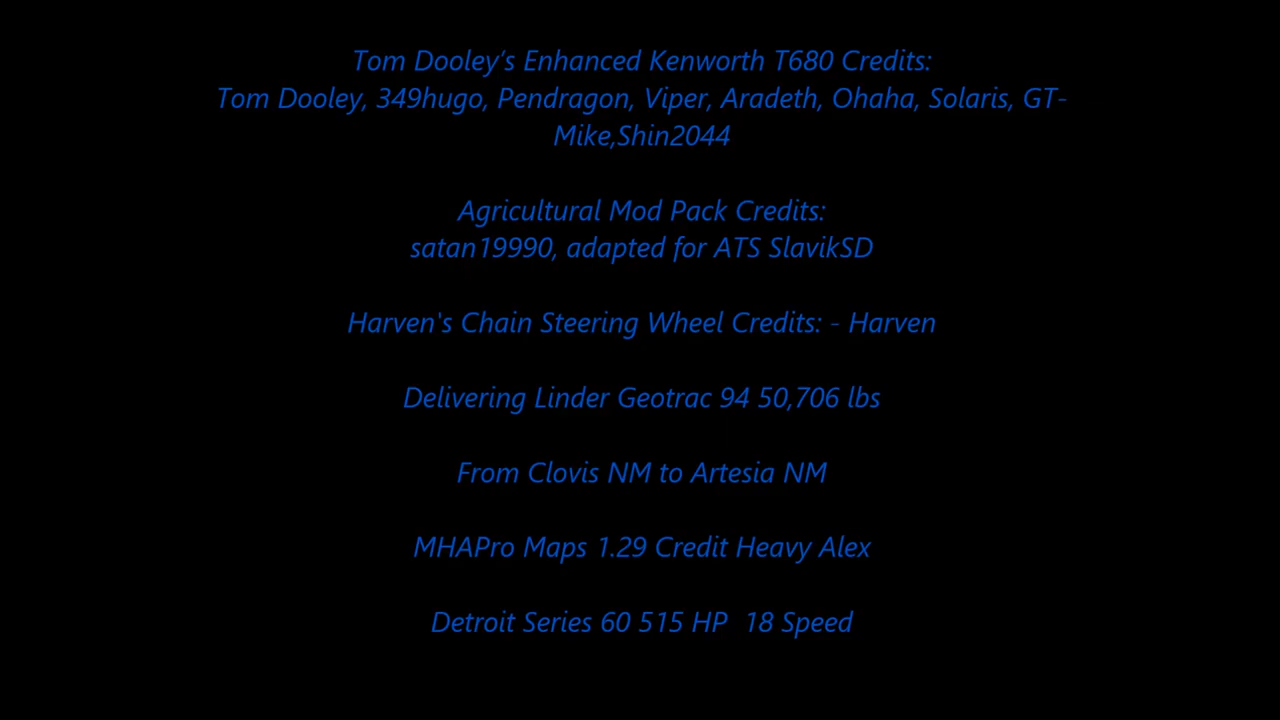 Tom Dooley’s Enhanced Kenworth T680 Credits:
Tom Dooley, 349hugo, Pendragon, Viper, Aradeth, Ohaha, Solaris, GT-
Mike,Shin2044
Agricultural Mod Pack Credits:
satan19990, adapted for ATS SlavikSD
Harven's Chain Steering Wheel Credits: - Harven
Delivering Linder Geotrac 94 50,706 lbs
From Clovis NM to Artesia NM
MHAPro Maps 1.29 Credit Heavy Alex
Detroit Series 60 515 HP  18 Speed